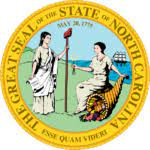 THE GREAT SEAL OF THE STATE OF NORTH CAROLINA
MAY 20, 1775
ESSE QUAM VIDERI